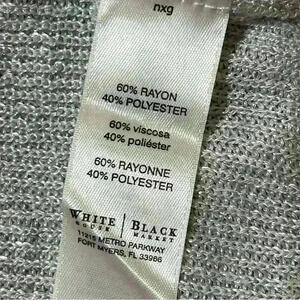 nxg
60% RAYON
40% POLYESTER
60% viscosa
40% poliéster
60% RAYONNE
40% POLYESTER
WHITE | BLACK
HOUSE | MARKET
11215 METRO PARKWAY
FORT MYERS, FL 33966